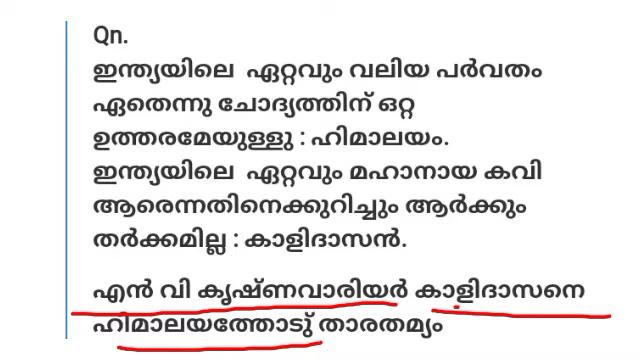 Qn.
ഇന്ത്യയിലെ ഏറ്റവും വലിയ പർവതം
ഏതെന്നു ചോദ്യത്തിന് ഒറ്റ
ഉത്തരമേയുള്ളു : ഹിമാലയം.
ഇന്ത്യയിലെ ഏറ്റവും മഹാനായ കവി
ആരെന്നതിനെക്കുറിച്ചും ആർക്കും
തർക്കമില്ല : കാളിദാസൻ.
എൻ വി കൃഷ്ണവാരിയർ കാളിദാസനെ
ഹിമാലയത്തോടു് താരതമ്യം